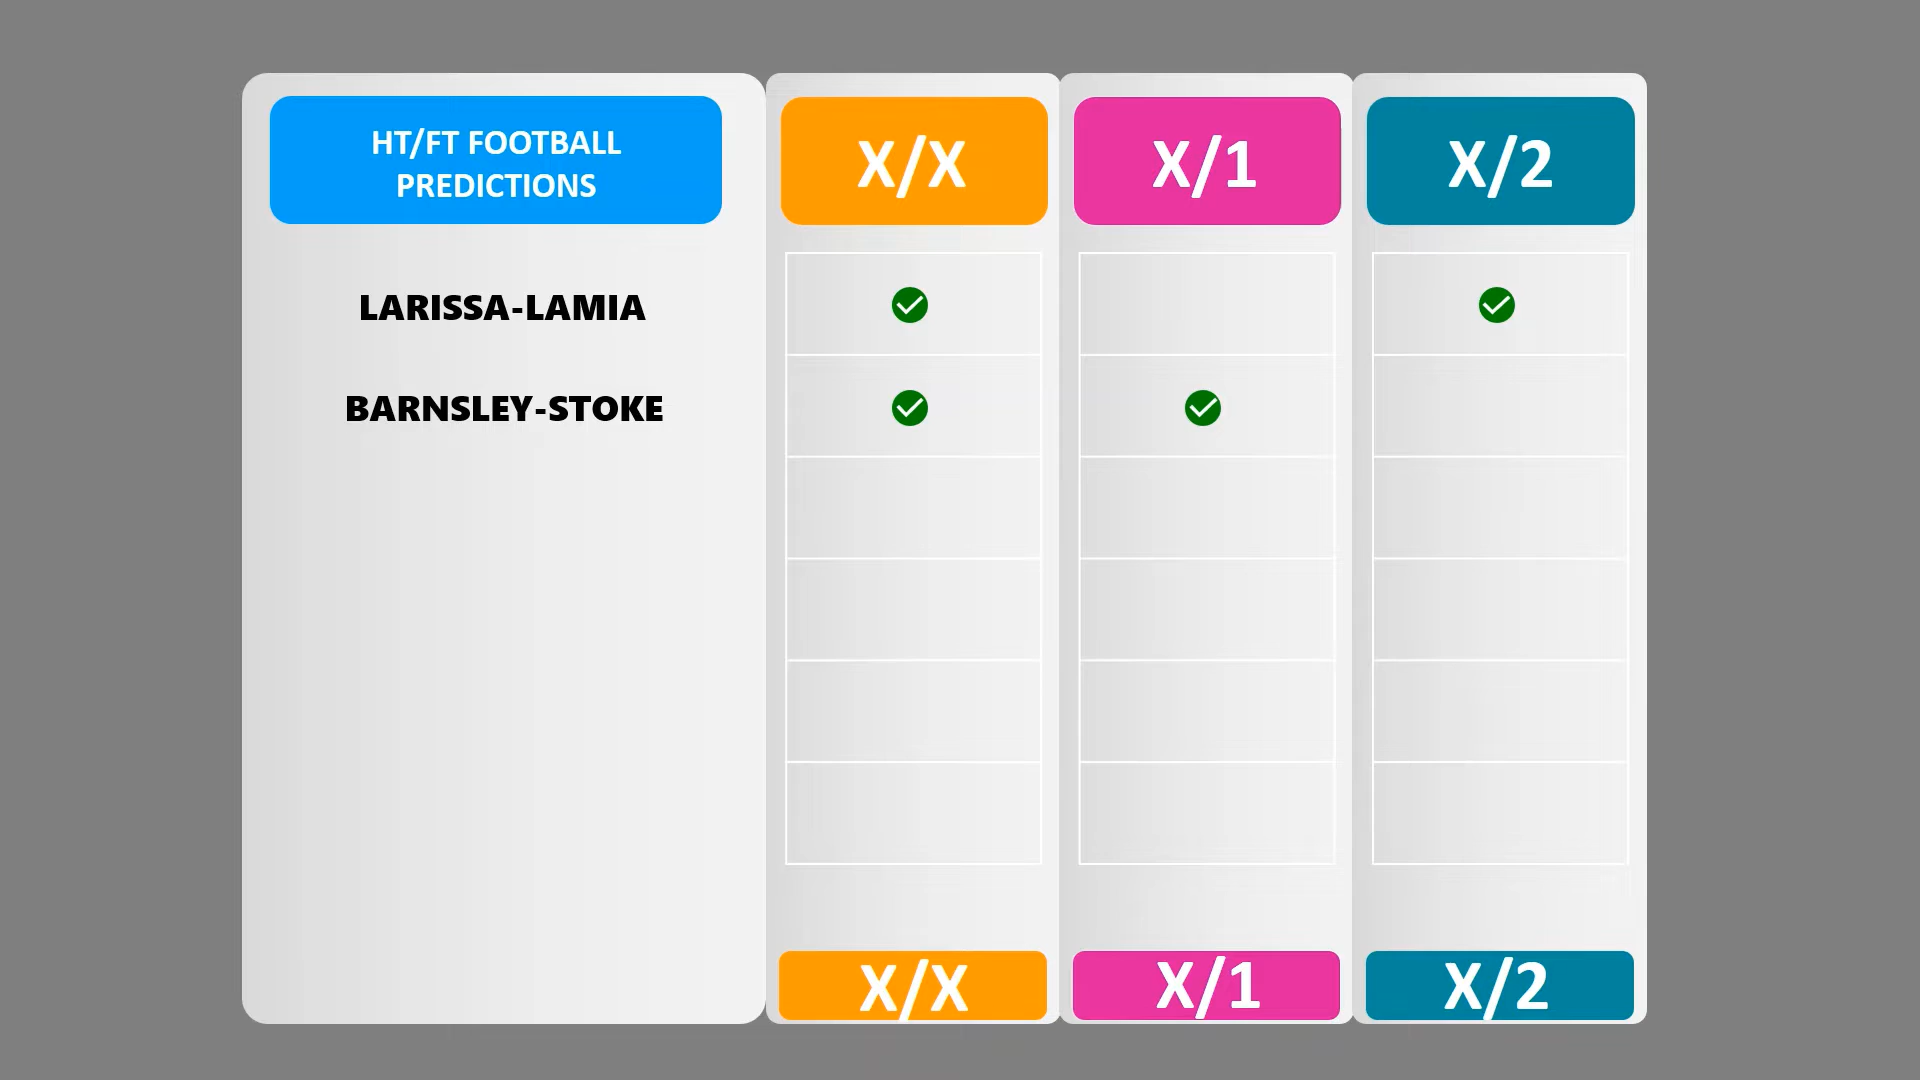 HT/FT FOOTBALL
PREDICTIONS
X/X
X/1
X/2
LARISSA-LAMIA
BARNSLEY-STOKE
X/X
X/1
X/2